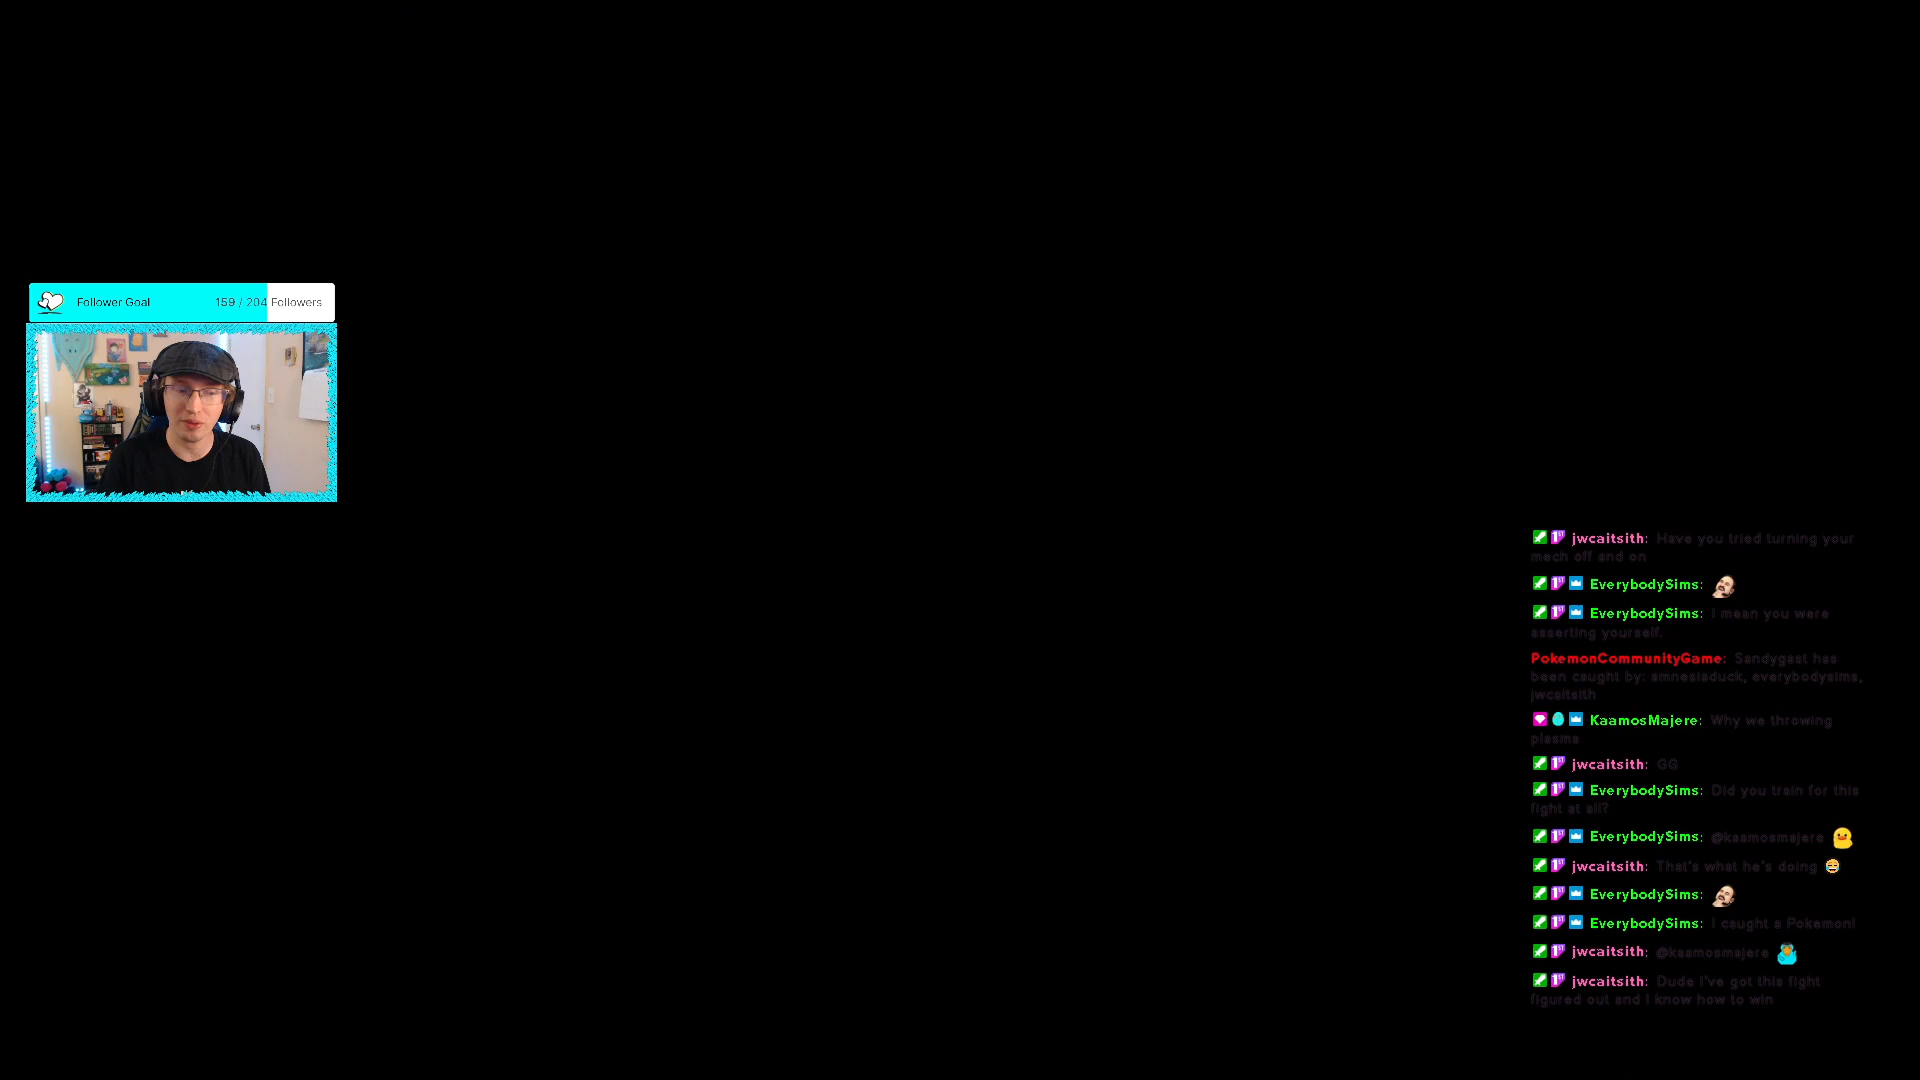 Follower Goal 159 / 204 Followers
jwcaitsith: Have you tried turning your
mech off and on
EverybodySims:
EverybodySims: I mean you were
asserting yourself.
PokemonCommunityGame: Sandygast has
been caught by: amnesiaduck, everybodysims,
jwcaitsith
KaamosMajere: Why we throwing
plasma
jwcaitsith: GG
EverybodySims: Did you train for this
fight at all?
EverybodySims: @kaamosmajere
jwcaitsith: That's what he's doing
EverybodySims:
EverybodySims: I caught a Pokemon!
jwcaitsith: @kaamosmajere
jwcaitsith: Dude I've got this fight
figured out and I know how to win